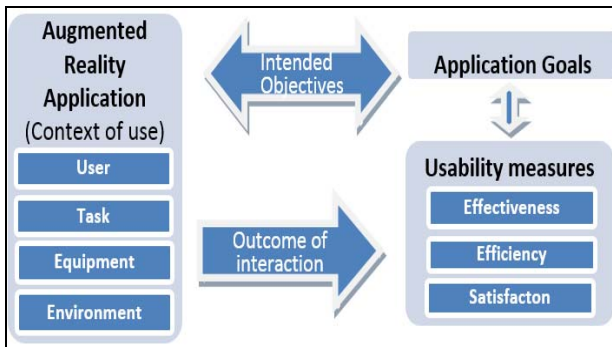 Augmented
Reality
Application
(Context of use)
User
Task
Equipment
Environment
Intended
Objectives
Outcome of
interaction
Application Goals
Usability measures
Effectiveness
Efficiency
Satisfacton